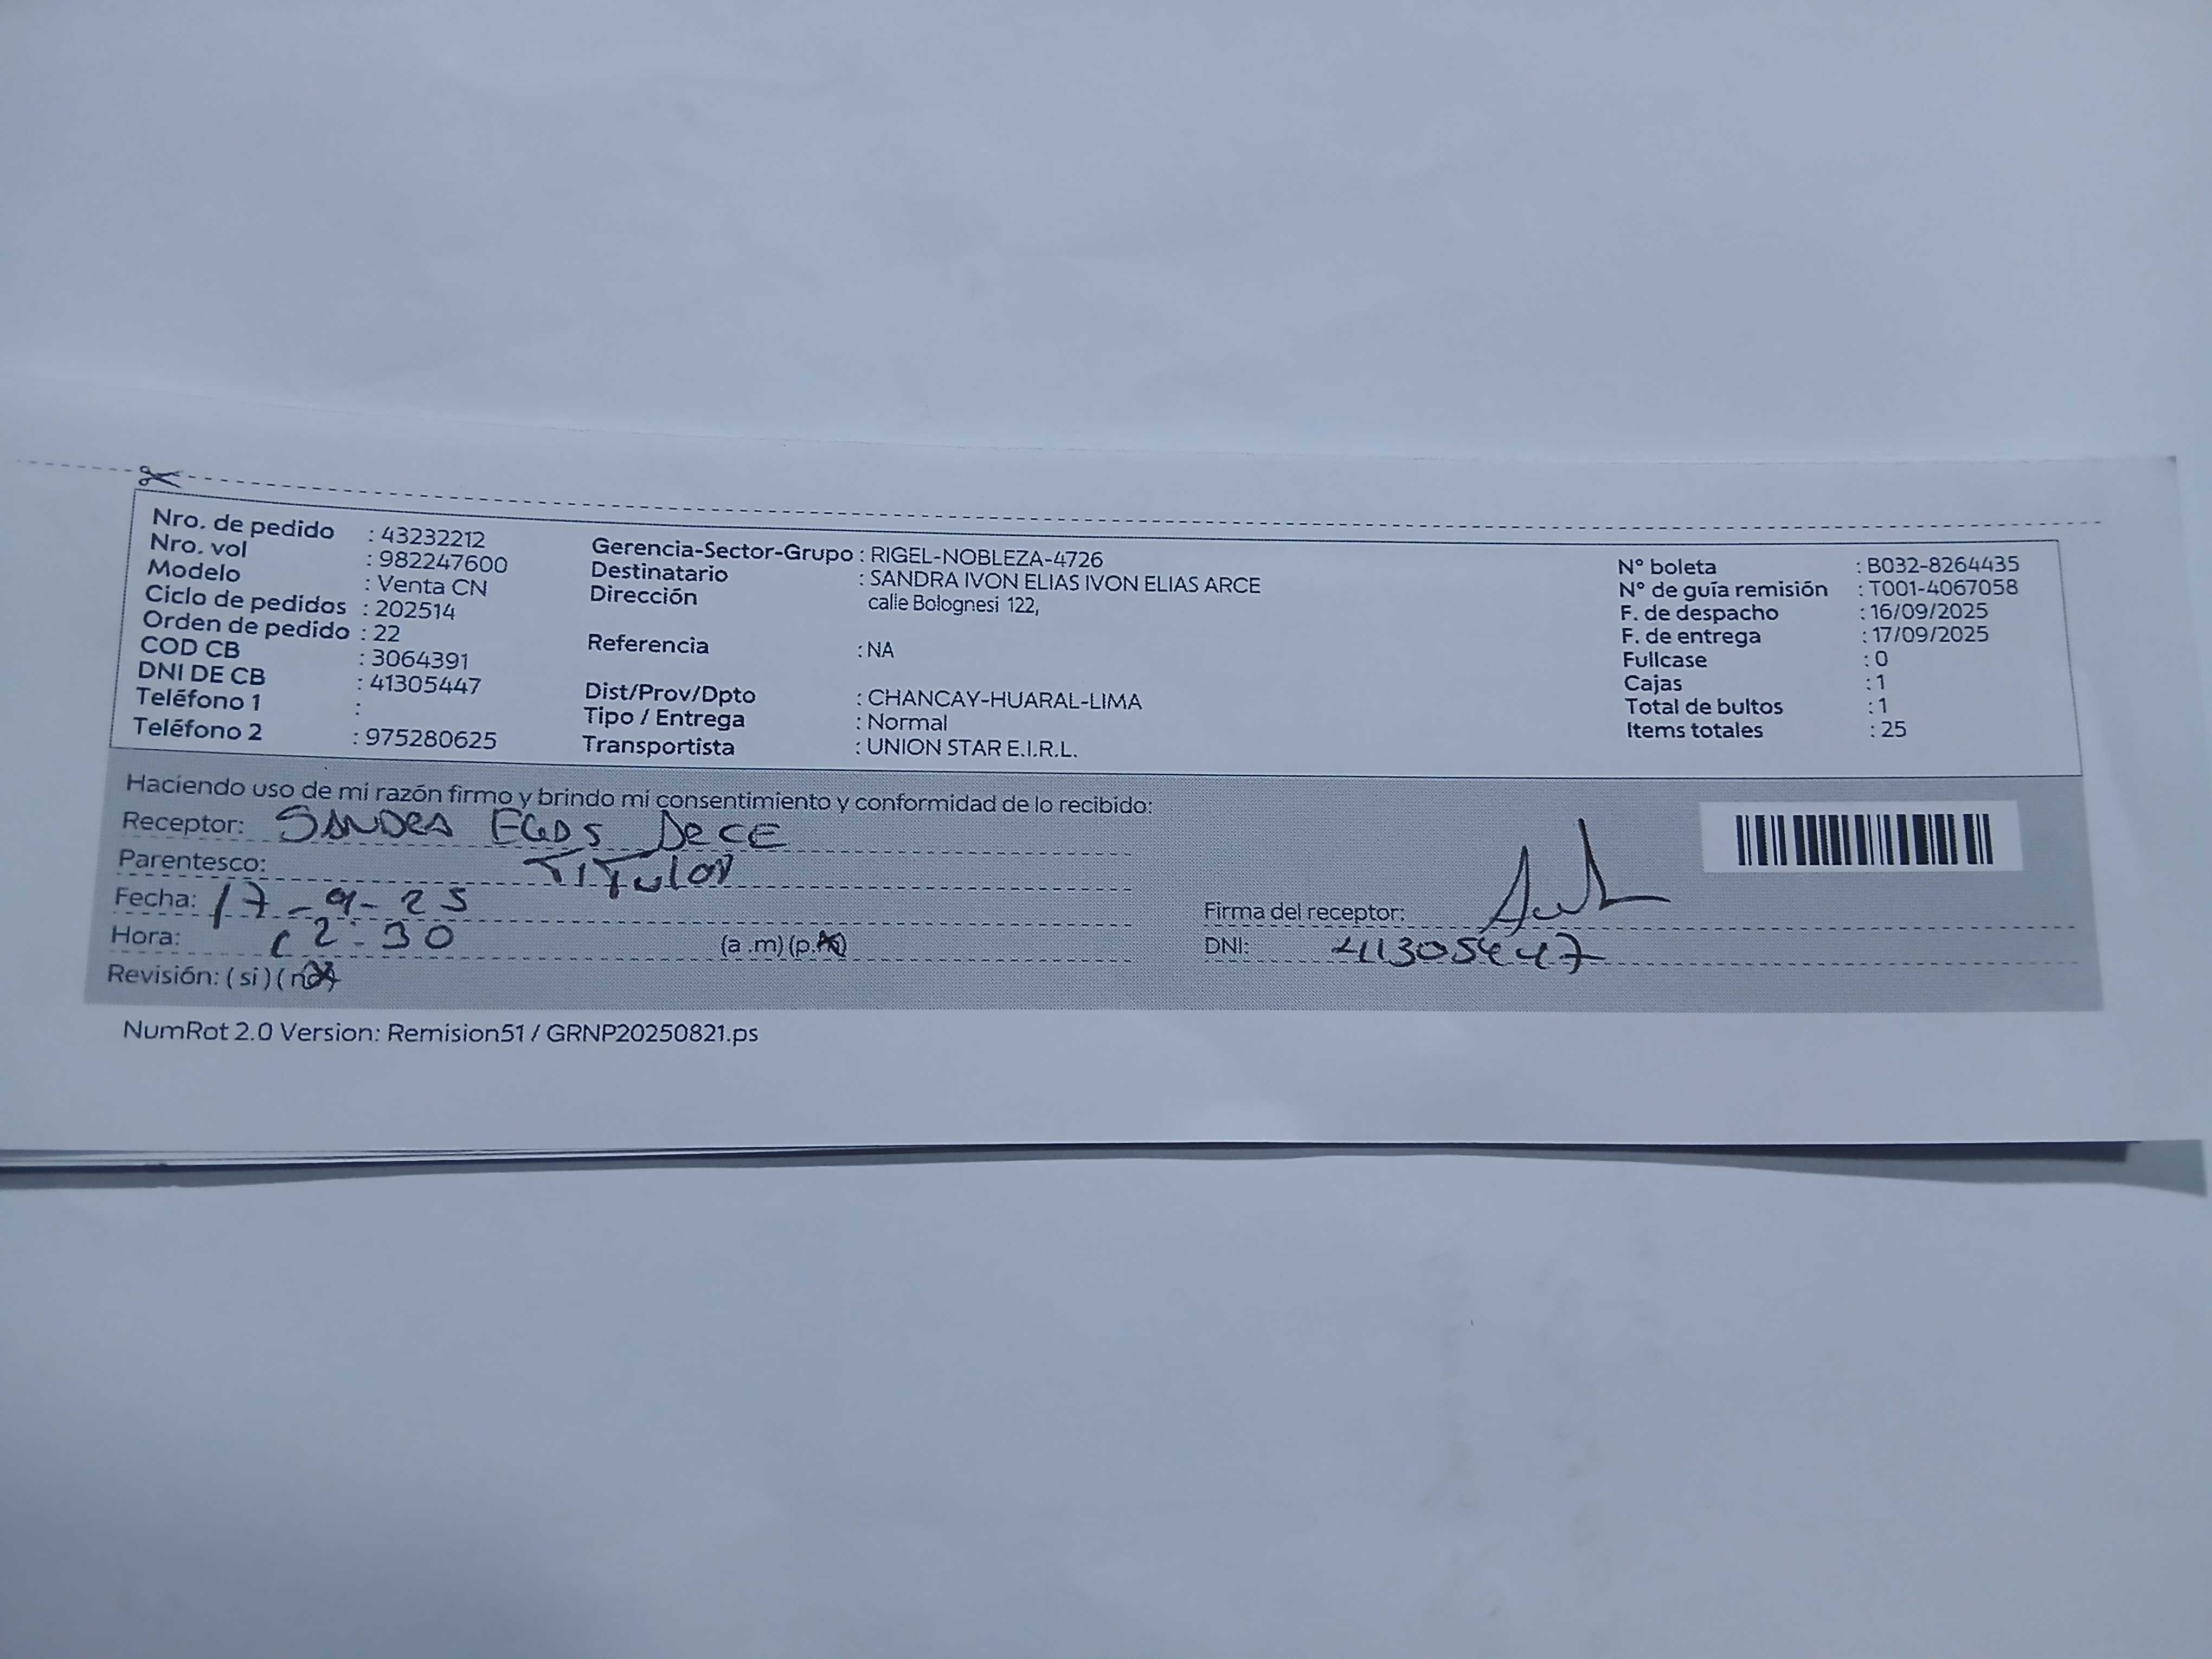 Nro. de pedido : 43232212
Nro. vol : 982247600
Modelo : Venta CN
Ciclo de pedidos : 202514
Orden de pedido : 22
COD CB : 3064391
DNI DE CB : 41305447
Teléfono 1 :
Teléfono 2 : 975280625
Gerencia-Sector-Grupo : RIGEL-NOBLEZA-4726
Destinatario : SANDRA IVON ELIAS IVON ELIAS ARCE
Dirección calle Bolognesi 122,
Referencia : NA
Dist/Prov/Dpto : CHANCAY-HUARAL-LIMA
Tipo / Entrega : Normal
Transportista : UNION STAR E.I.R.L.
N° boleta : B032-8264435
N° de guía remisión : T001-4067058
F. de despacho : 16/09/2025
F. de entrega : 17/09/2025
Fullcase : 0
Cajas : 1
Total de bultos : 1
Items totales : 25
Haciendo uso de mi razón firmo y brindo mi consentimiento y conformidad de lo recibido:
Receptor: SANDRA
Parentesco: TITular
Fecha: 17-9-25
Hora: 12:30 (a .m) (p.m)
Revisión: ( si ) ( no )
Firma del receptor:
DNI: 41305447
NumRot 2.0 Version: Remision51 / GRNP20250821.ps